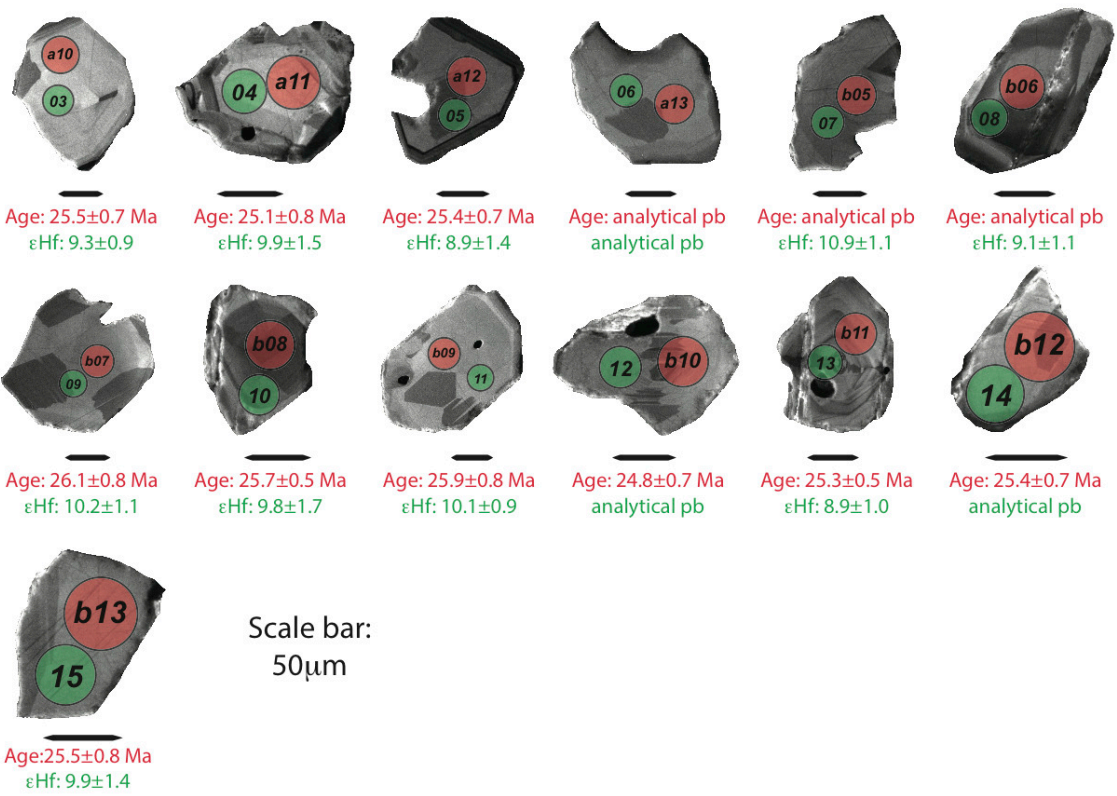 a10
03
04
a11
a12
05
06
a13
b05
07
b06
08
Age: 25.5±0.7 Ma
εHf: 9.3±0.9
Age: 25.1±0.8 Ma
εHf: 9.9±1.5
Age: 25.4±0.7 Ma
εHf: 8.9±1.4
Age: analytical pb
analytical pb
Age: analytical pb
εHf: 10.9±1.1
Age: analytical pb
εHf: 9.1±1.1
b07
09
b08
10
b09
11
12
b10
b11
13
b12
14
Age: 26.1±0.8 Ma
εHf: 10.2±1.1
Age: 25.7±0.5 Ma
εHf: 9.8±1.7
Age: 25.9±0.8 Ma
εHf: 10.1±0.9
Age: 24.8±0.7 Ma
analytical pb
Age: 25.3±0.5 Ma
εHf: 8.9±1.0
Age: 25.4±0.7 Ma
analytical pb
b13
15
Age:25.5±0.8 Ma
εHf: 9.9±1.4
Scale bar:
50μm